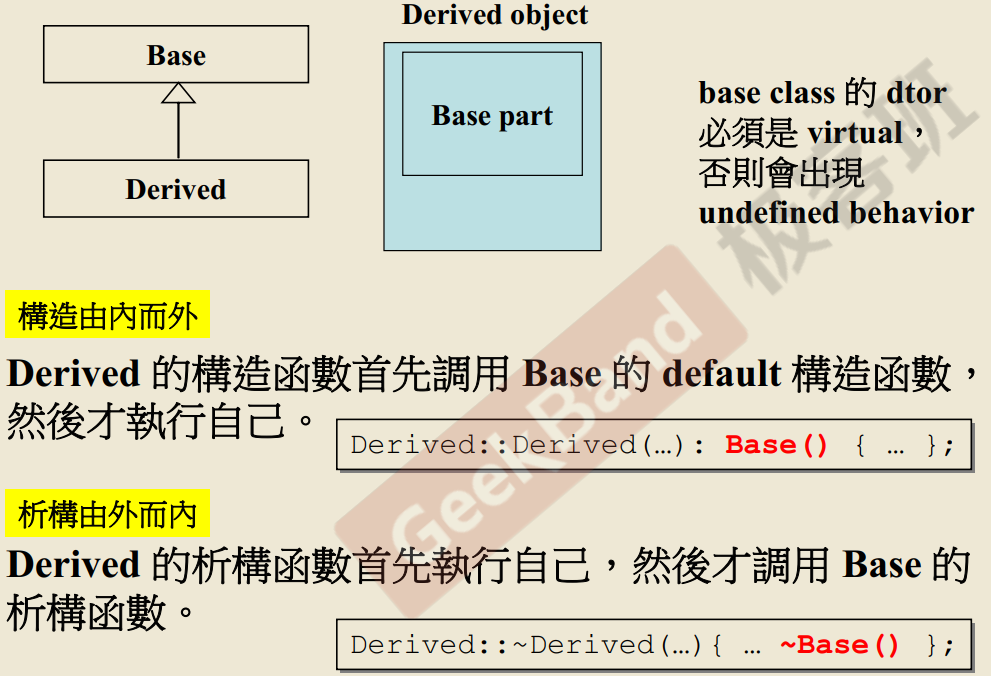 Derived object
Base
Base part
Derived
base class 的 dtor
必須是 virtual，
否則會出現
undefined behavior
極客班
GeekBand
構造由內而外
Derived 的構造函數首先調用 Base 的 default 構造函數，
然後才執行自己。
Derived::Derived(…): Base() { … };
析構由外而內
Derived 的析構函數首先執行自己，然後才調用 Base 的
析構函數。
Derived::~Derived(…){ … ~Base() };